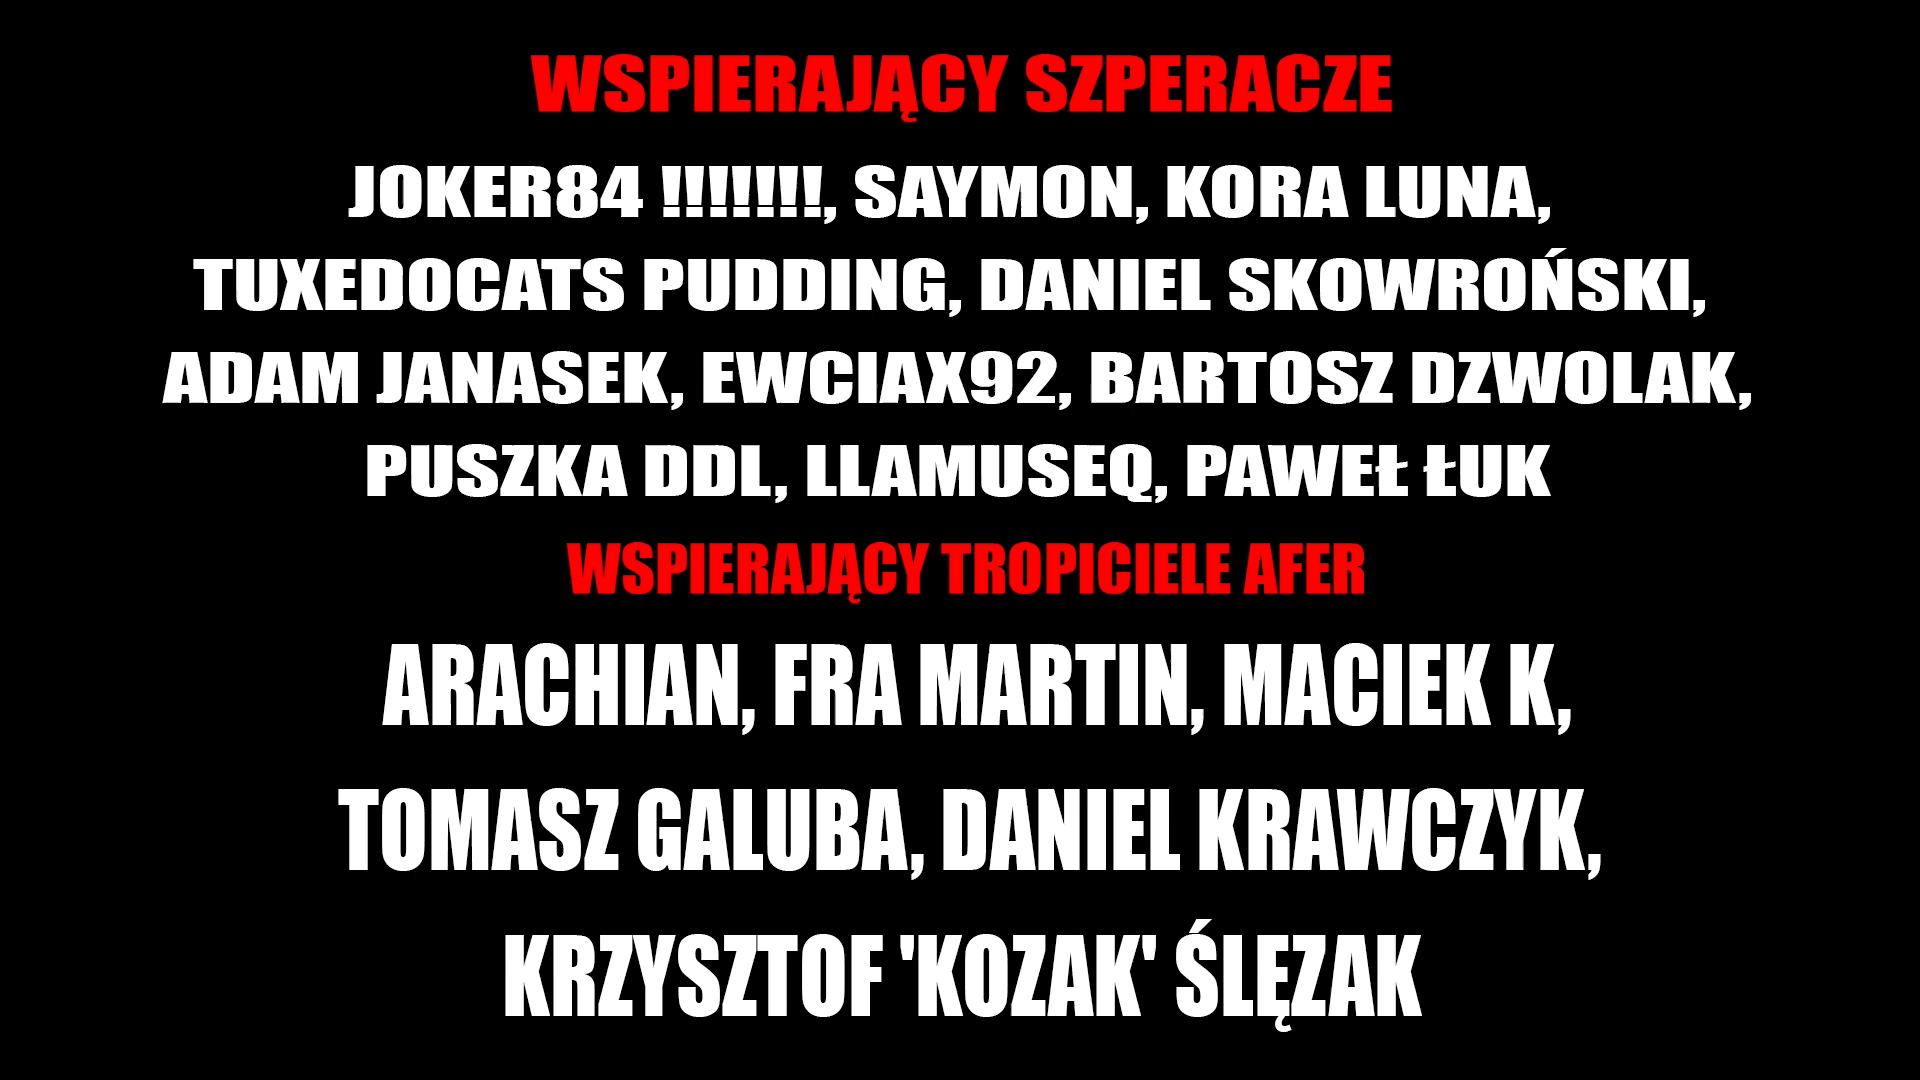 WSPIERAJĄCY SZPERACZE
JOKER84 !!!!!!!, SAYMON, KORA LUNA,
TUXEDOCATS PUDDING, DANIEL SKOWROŃSKI,
ADAM JANASEK, EWCIAX92, BARTOSZ DZWOLAK,
PUSZKA DDL, LLAMUSEQ, PAWEŁ ŁUK
WSPIERAJĄCY TROPICIELE AFER
ARACHIAN, FRA MARTIN, MACIEK K,
TOMASZ GALUBA, DANIEL KRAWCZYK,
KRZYSZTOF 'KOZAK' ŚLĘZAK